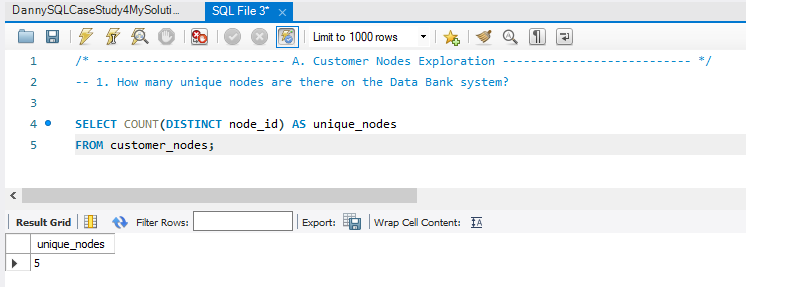 DannySQLCaseStudy4MySoluti... SQL File 3* ×
Limit to 1000 rows
1 /* --------------------------- A. Customer Nodes Exploration --------------------------- */
2 -- 1. How many unique nodes are there on the Data Bank system?
3
4 SELECT COUNT(DISTINCT node_id) AS unique_nodes
5 FROM customer_nodes;
Result Grid Filter Rows: Export: Wrap Cell Content: IA
unique_nodes
5